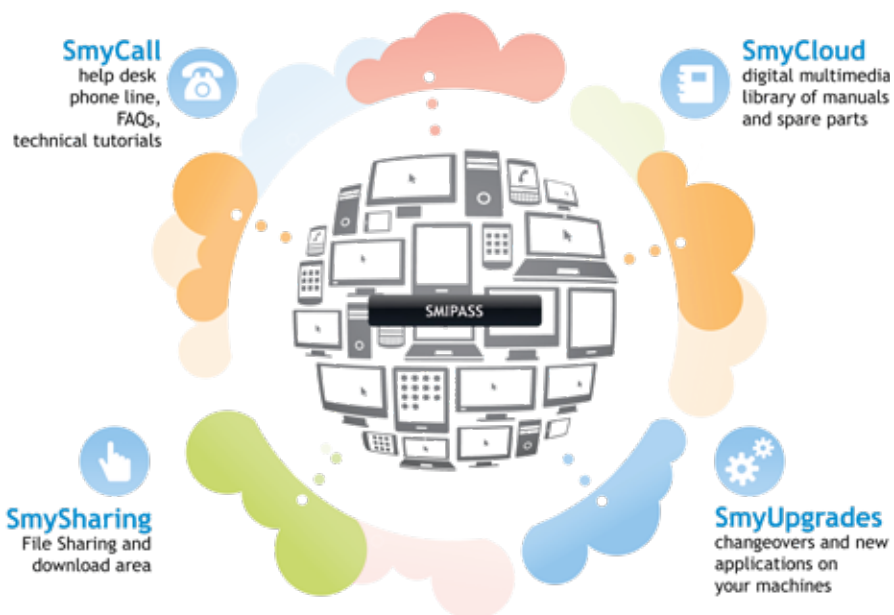 SmyCall
help desk
phone line,
FAQs,
technical tutorials
SmyCloud
digital multimedia
library of manuals
and spare parts
SMIPASS
SmySharing
File Sharing and
download area
SmyUpgrades
changeovers and new
applications on
your machines